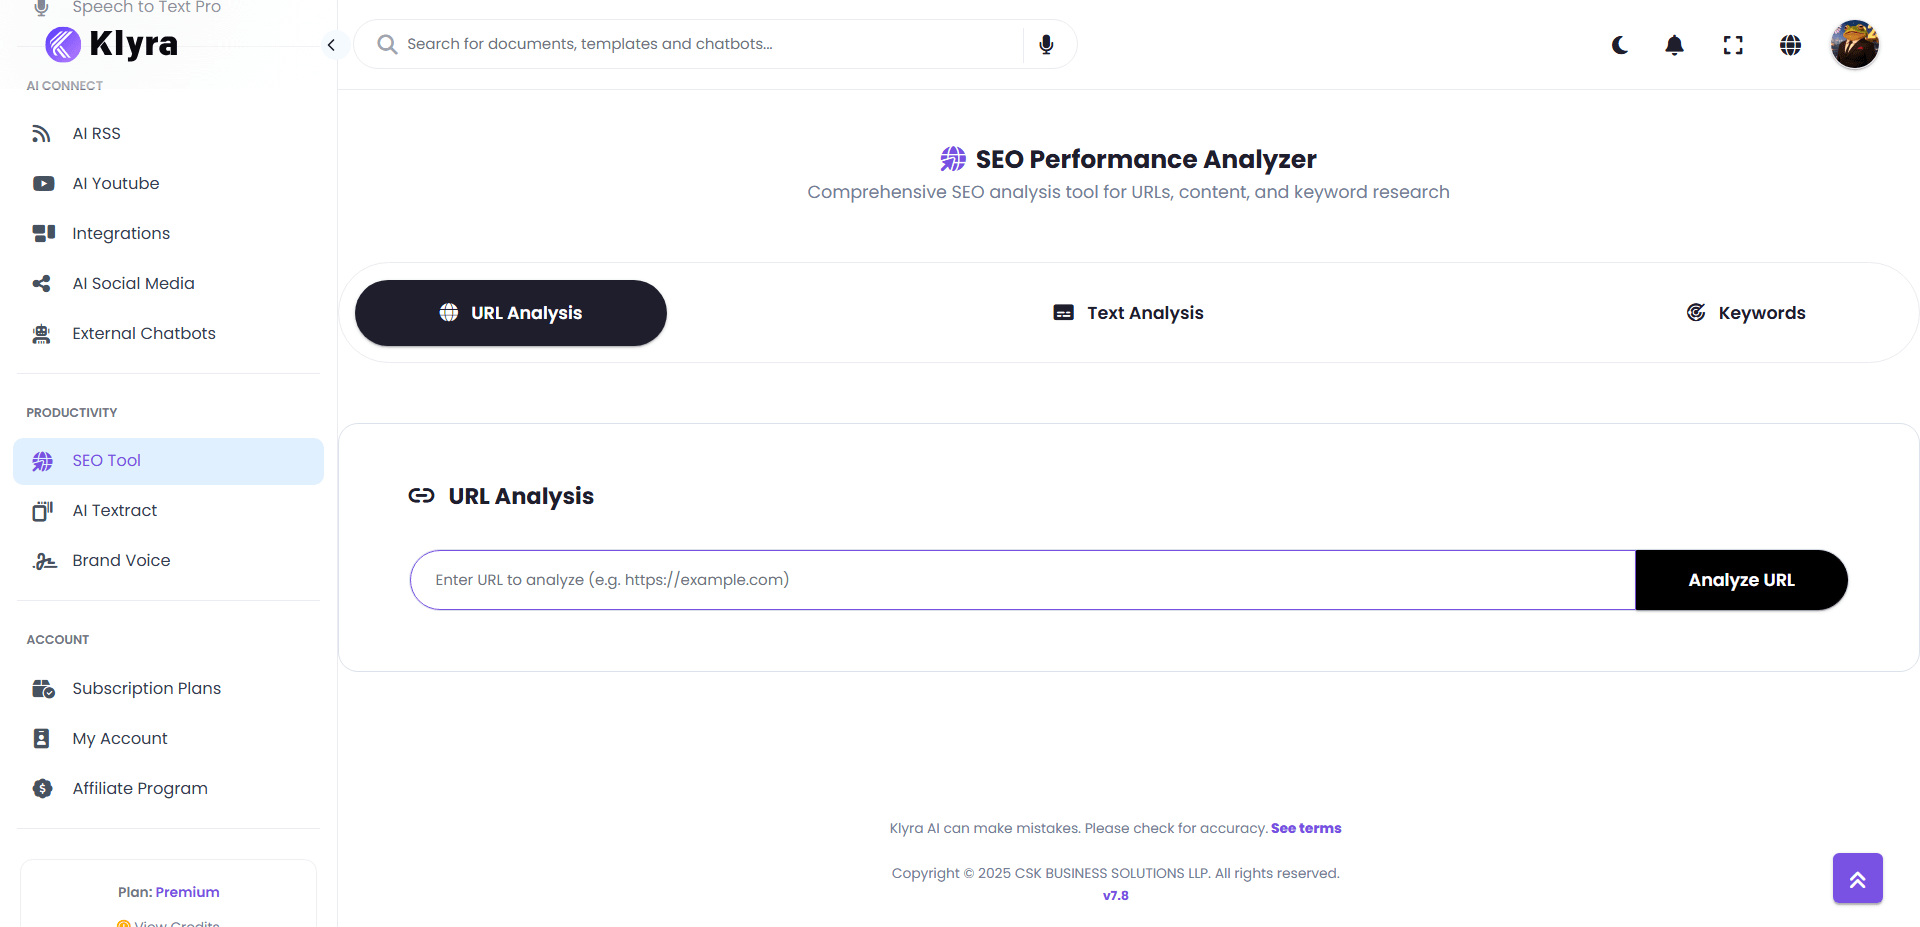 Speech to Text Pro
Klyra
AI CONNECT
AI RSS
AI Youtube
Integrations
AI Social Media
External Chatbots
PRODUCTIVITY
SEO Tool
AI Textract
Brand Voice
ACCOUNT
Subscription Plans
My Account
Affiliate Program
Plan: Premium
View Credits
Search for documents, templates and chatbots...
SEO Performance Analyzer
Comprehensive SEO analysis tool for URLs, content, and keyword research
URL Analysis
Text Analysis
Keywords
URL Analysis
Enter URL to analyze (e.g. https://example.com)
Analyze URL
Klyra AI can make mistakes. Please check for accuracy. See terms
Copyright © 2025 CSK BUSINESS SOLUTIONS LLP. All rights reserved.
v7.8